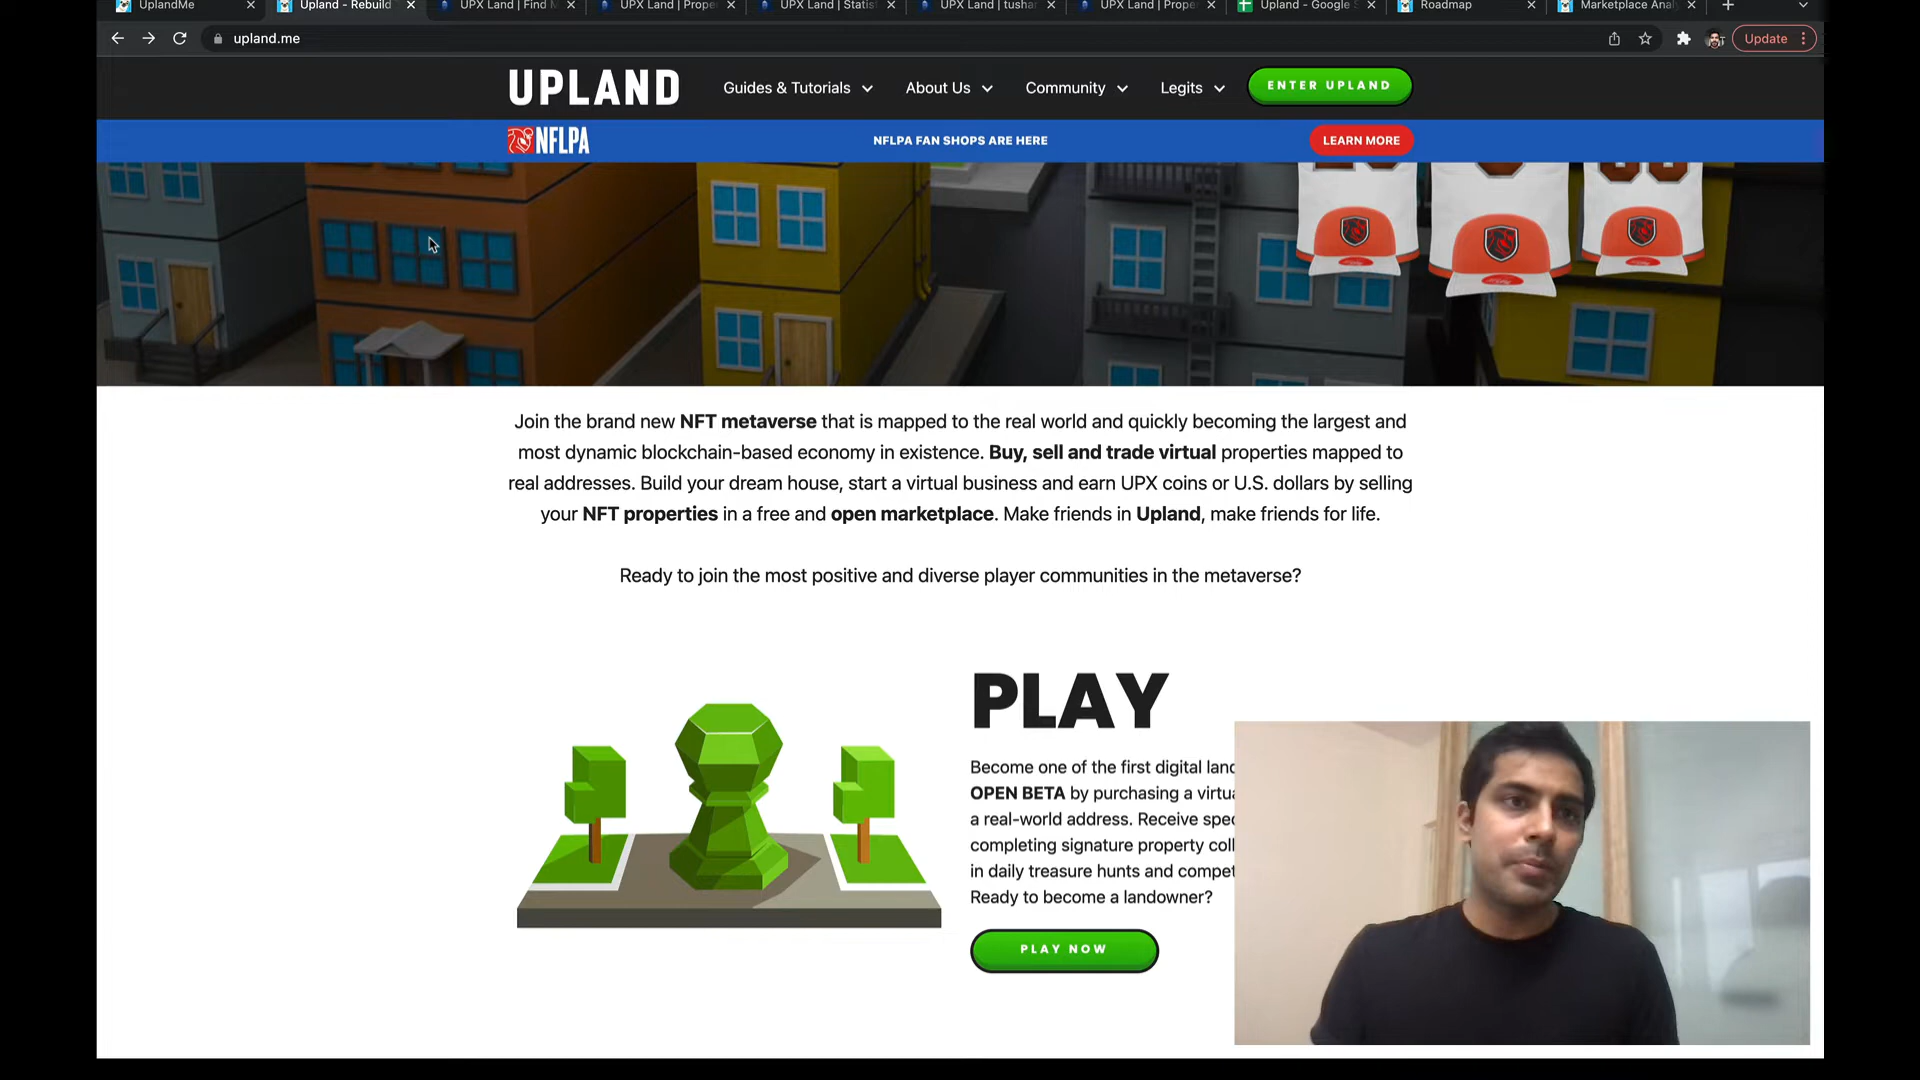 UplandMe
Upland - Rebuild
UPX Land | Find
UPX Land | Prope
UPX Land | Statist
UPX Land | tushar
UPX Land | Proper
Upland - Google S
Roadmap
Marketplace Anal
upland.me
Update
UPLAND
Guides & Tutorials
About Us
Community
Legits
ENTER UPLAND
NFLPA
NFLPA FAN SHOPS ARE HERE
LEARN MORE
Join the brand new NFT metaverse that is mapped to the real world and quickly becoming the largest and
most dynamic blockchain-based economy in existence. Buy, sell and trade virtual properties mapped to
real addresses. Build your dream house, start a virtual business and earn UPX coins or U.S. dollars by selling
your NFT properties in a free and open marketplace. Make friends in Upland, make friends for life.
Ready to join the most positive and diverse player communities in the metaverse?
PLAY
Become one of the first digital land
OPEN BETA by purchasing a virtua
a real-world address. Receive spec
completing signature property coll
in daily treasure hunts and compet
Ready to become a landowner?
PLAY NOW